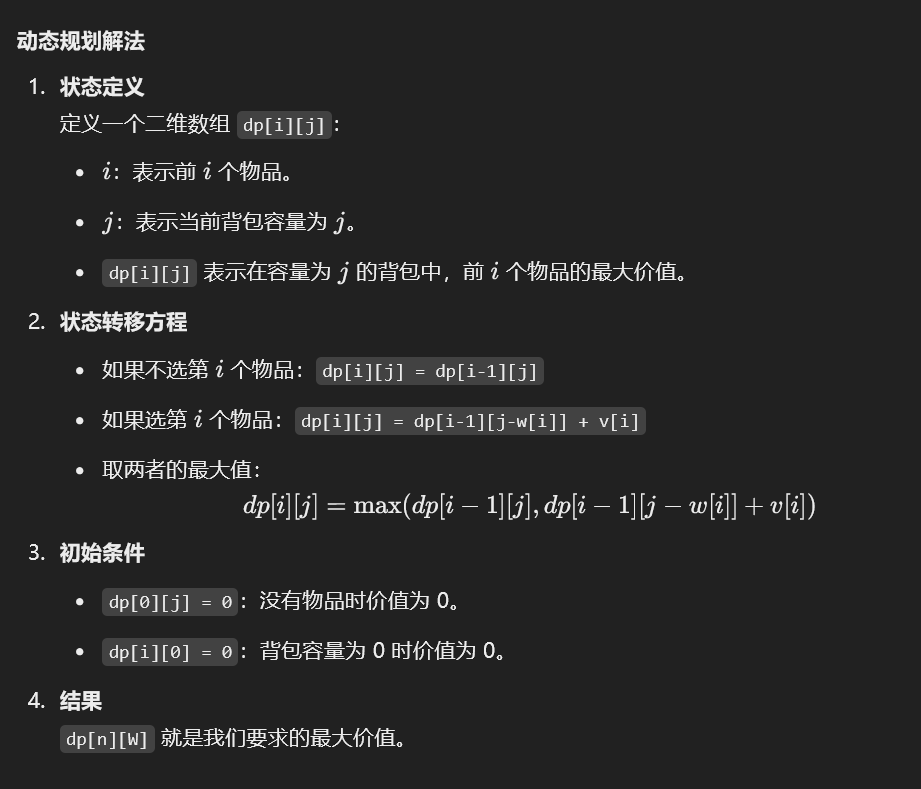 动态规划解法
1. 状态定义
定义一个二维数组 dp[i][j]:
• i:表示前 i 个物品。
• j:表示当前背包容量为 j。
• dp[i][j] 表示在容量为 j 的背包中，前 i 个物品的最大价值。
2. 状态转移方程
• 如果不选第 i 个物品：dp[i][j] = dp[i-1][j]
• 如果选第 i 个物品：dp[i][j] = dp[i-1][j-w[i]] + v[i]
• 取两者的最大值：
dp[i][j] = max(dp[i − 1][j], dp[i − 1][j − w[i]] + v[i])
3. 初始条件
• dp[0][j] = 0：没有物品时价值为 0。
• dp[i][0] = 0：背包容量为 0 时价值为 0。
4. 结果
dp[n][W] 就是我们要求的最大价值。